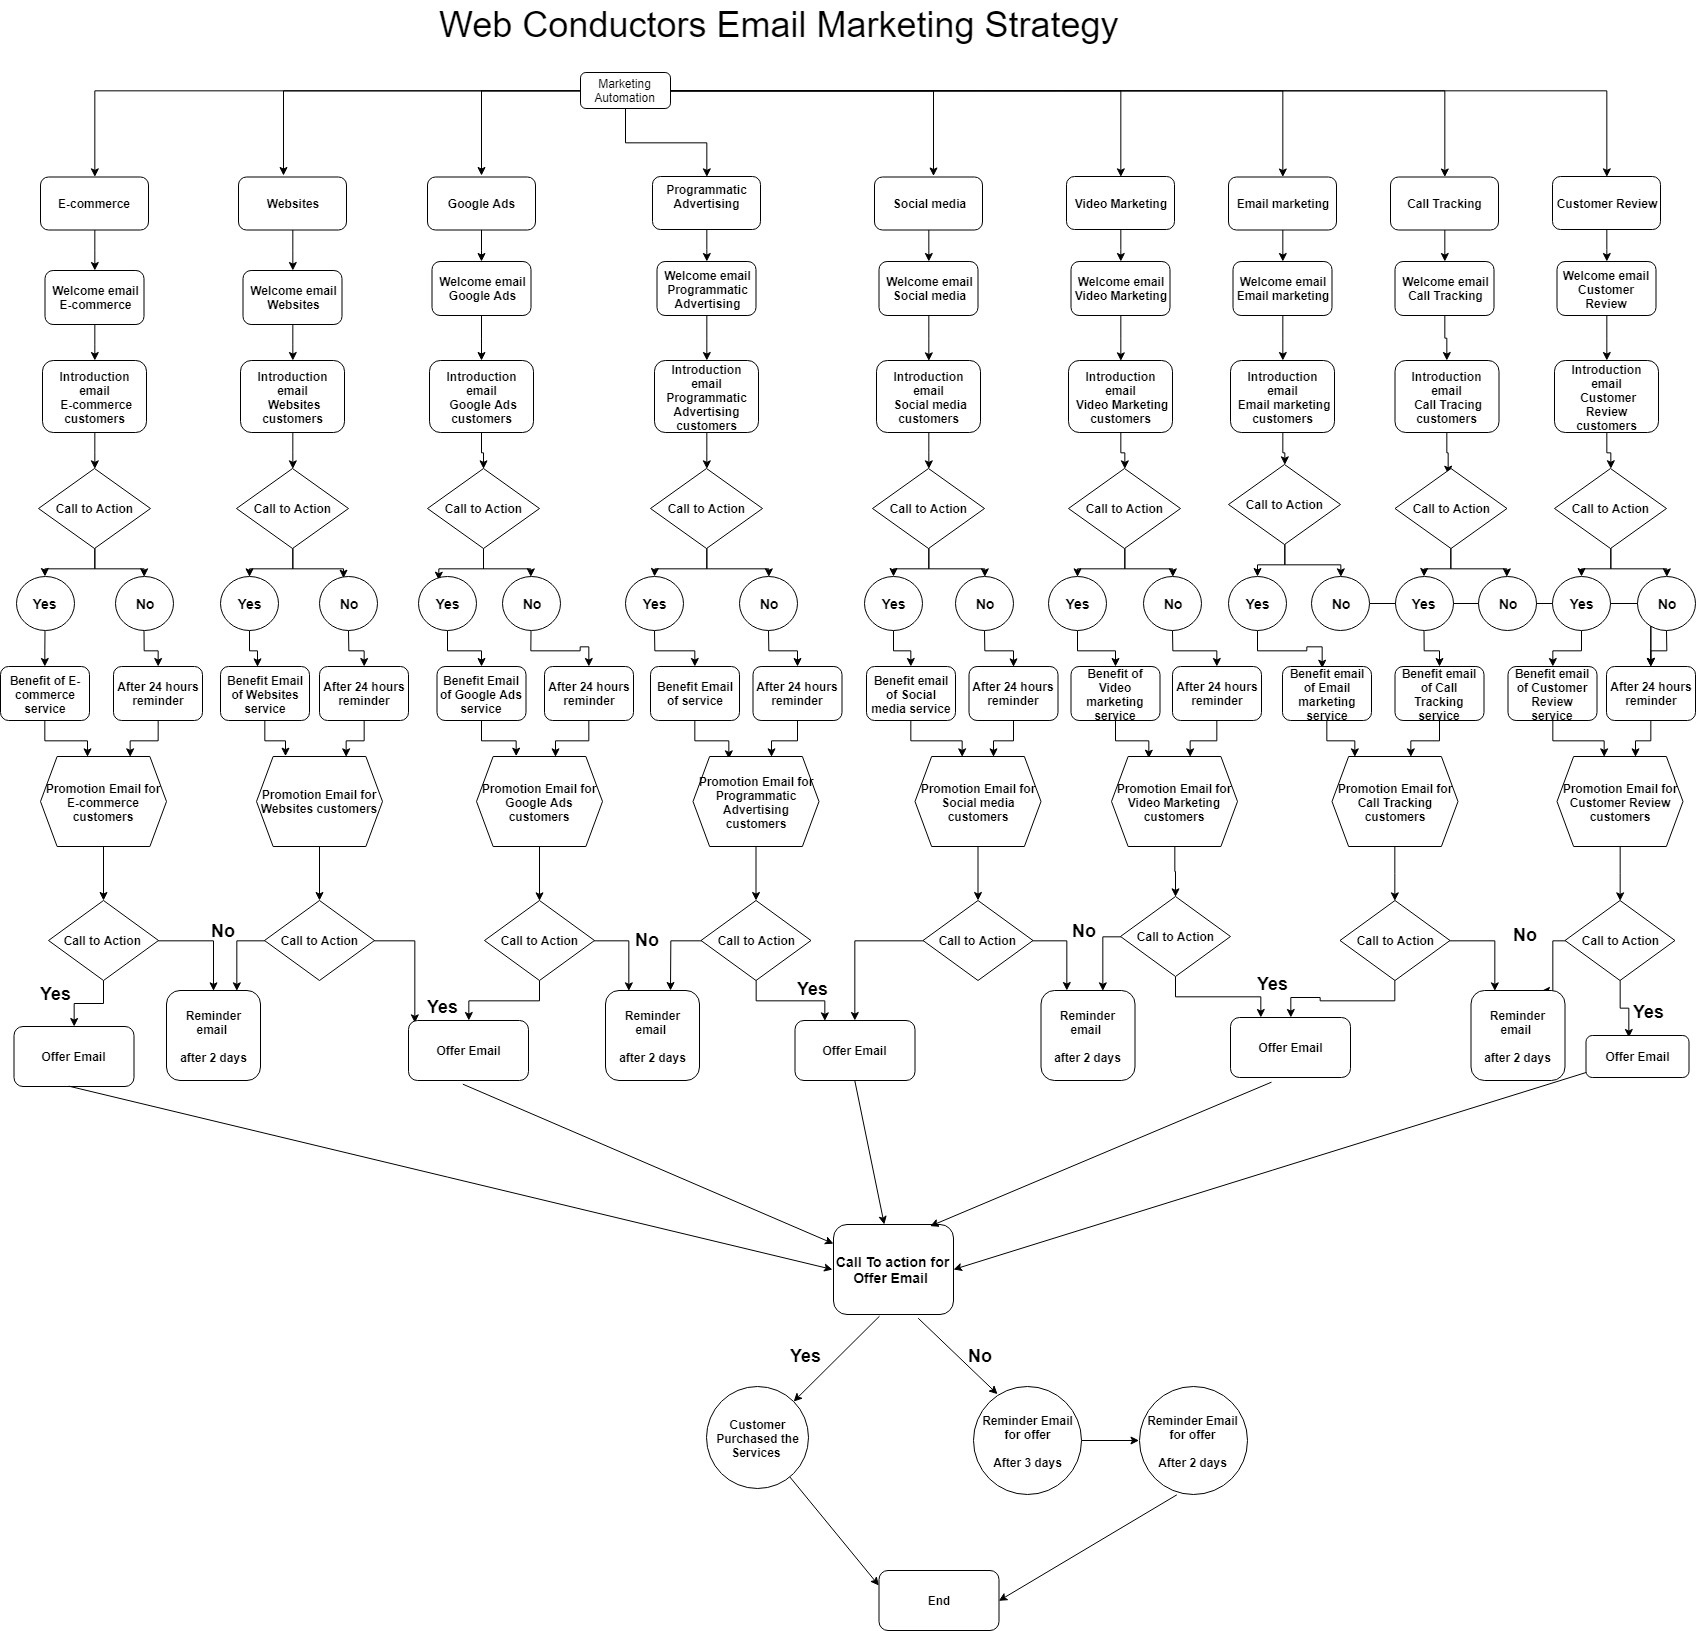 Web Conductors Email Marketing Strategy
Marketing
Automation
E-commerce
Websites
Google Ads
Programmatic
Advertising
Social media
Video Marketing
Email marketing
Call Tracking
Customer Review
Welcome email
E-commerce
Welcome email
Websites
Welcome email
Google Ads
Welcome email
Programmatic
Advertising
Welcome email
Social media
Welcome email
Video Marketing
Welcome email
Email marketing
Welcome email
Call Tracking
Welcome email
Customer
Review
Introduction
email
E-commerce
customers
Introduction
email
Websites
customers
Introduction
email
Google Ads
customers
Introduction
email
Programmatic
Advertising
customers
Introduction
email
Social media
customers
Introduction
email
Video Marketing
customers
Introduction
email
Email marketing
customers
Introduction
email
Call Tracing
customers
Introduction
email
Customer
Review
customers
Call to Action
Call to Action
Call to Action
Call to Action
Call to Action
Call to Action
Call to Action
Call to Action
Call to Action
Yes
No
Yes
No
Yes
No
Yes
No
Yes
No
Yes
No
Yes
No
Yes
No
Yes
No
Benefit of E-
commerce
service
After 24 hours
reminder
Benefit Email
of Websites
service
After 24 hours
reminder
Benefit Email
of Google Ads
service
After 24 hours
reminder
Benefit Email
of service
After 24 hours
reminder
Benefit email
of Social
media service
After 24 hours
reminder
Benefit of
Video
marketing
service
After 24 hours
reminder
Benefit email
of Email
marketing
service
Benefit email
of Call
Tracking
service
Benefit email
of Customer
Review
service
After 24 hours
reminder
Promotion Email for
E-commerce
customers
Promotion Email for
Websites customers
Promotion Email for
Google Ads
customers
Promotion Email for
Programmatic
Advertising
customers
Promotion Email for
Social media
customers
Promotion Email for
Video Marketing
customers
Promotion Email for
Call Tracking
customers
Promotion Email for
Customer Review
customers
Call to Action
No
Call to Action
Call to Action
No
Call to Action
Call to Action
No
Call to Action
Call to Action
No
Call to Action
Yes
Yes
Yes
Yes
Yes
Offer Email
Reminder
email
after 2 days
Offer Email
Reminder
email
after 2 days
Offer Email
Reminder
email
after 2 days
Offer Email
Reminder
email
after 2 days
Offer Email
Call To action for
Offer Email
Yes
No
Customer
Purchased the
Services
Reminder Email
for offer
After 3 days
Reminder Email
for offer
After 2 days
End